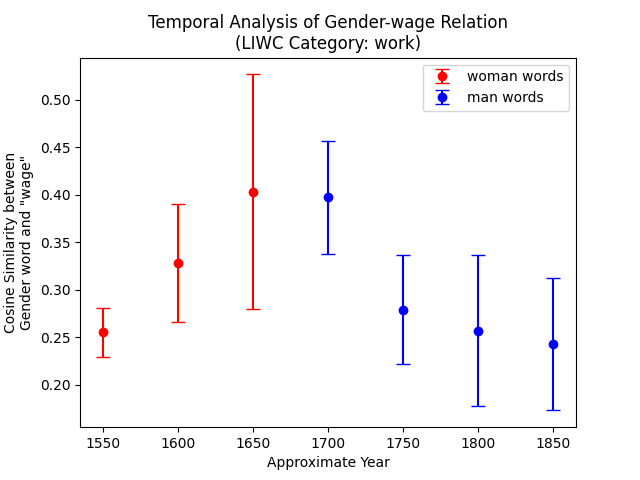 Temporal Analysis of Gender-wage Relation
(LIWC Category: work)
woman words
man words
Cosine Similarity between
Gender word and "wage"
0.50
0.45
0.40
0.35
0.30
0.25
0.20
1550 1600 1650 1700 1750 1800 1850
Approximate Year